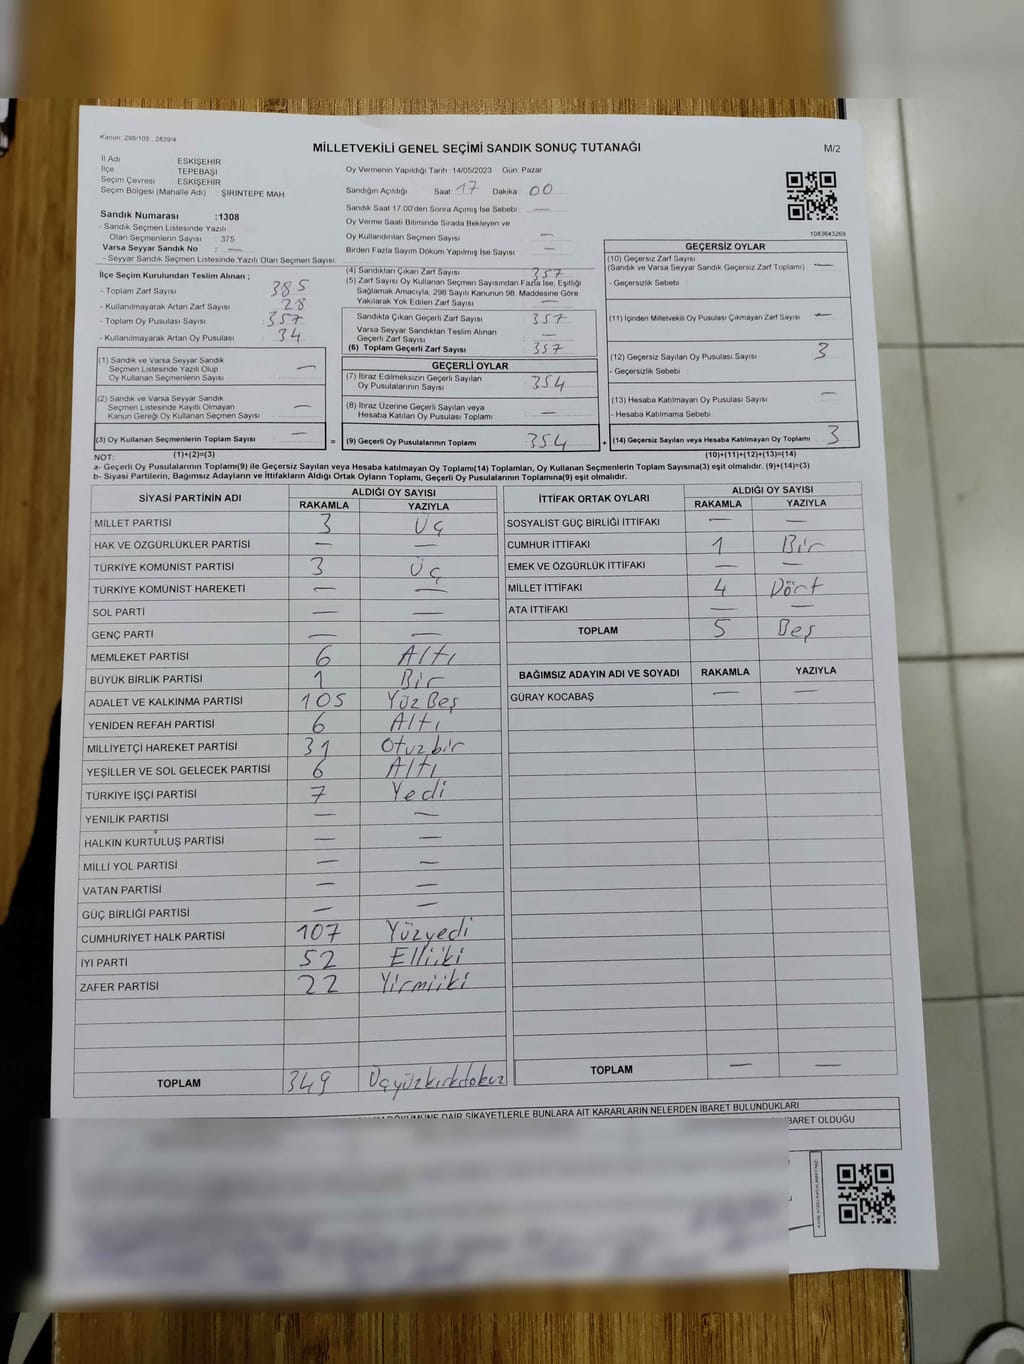 Kanun: 298/105 , 2839/4
MİLLETVEKİLİ GENEL SEÇİMİ SANDIK SONUÇ TUTANAĞI
M/2
İl Adı ESKİŞEHİR
İlçe TEPEBAŞI
Seçim Çevresi ESKİŞEHİR
Seçim Bölgesi (Mahalle Adı) : ŞİRİNTEPE MAH
Sandık Numarası :1308
- Sandık Seçmen Listesinde Yazılı
Olan Seçmenlerin Sayısı 375
Varsa Seyyar Sandık No : —
- Seyyar Sandık Seçmen Listesinde Yazılı Olan Seçmen Sayısı:
Oy Vermenin Yapıldığı Tarih 14/05/2023 Gün Pazar
Sandığın Açıldığı Saat 17 Dakika 00
Sandık Saat 17.00'den Sonra Açımış İse Sebebi : —
Oy Verme Saati Bitiminde Sırada Bekleyen ve
Oy Kullandırılan Seçmen Sayısı —
Birden Fazla Sayım Döküm Yapılmış İse Sayısı —
1083643269
İlçe Seçim Kurulundan Teslim Alınan ;
- Toplam Zarf Sayısı 385
- Kullanılmayarak Artan Zarf Sayısı 28
- Toplam Oy Pusulası Sayısı 357
- Kullanılmayarak Artan Oy Pusulası 34
(1) Sandık ve Varsa Seyyar Sandık
Seçmen Listesinde Yazılı Olup
Oy Kullanan Seçmenlerin Sayısı —
(2) Sandık ve Varsa Seyyar Sandık
Seçmen Listesinde Kayıtlı Olmayan
Kanun Gereği Oy Kullanan Seçmen Sayısı —
(3) Oy Kullanan Seçmenlerin Toplam Sayısı —
(4) Sandıktan Çıkan Zarf Sayısı 357
(5) Zarf Sayısı Oy Kullanan Seçmen Sayısından Fazla İse, Eşitliği
Sağlamak Amacıyla, 298 Sayılı Kanunun 98. Maddesine Göre
Yakılarak Yok Edilen Zarf Sayısı —
Sandıkta Çıkan Geçerli Zarf Sayısı 357
Varsa Seyyar Sandıktan Teslim Alınan
Geçerli Zarf Sayısı —
(6) Toplam Geçerli Zarf Sayısı 357
GEÇERLİ OYLAR
(7) İtiraz Edilmeksizin Geçerli Sayılan
Oy Pusulalarının Sayısı 354
(8) İtiraz Üzerine Geçerli Sayılan veya
Hesaba Katılan Oy Pusulası Toplamı —
= (9) Geçerli Oy Pusulalarının Toplamı 354
GEÇERSİZ OYLAR
(10) Geçersiz Zarf Sayısı
(Sandık ve Varsa Seyyar Sandık Geçersiz Zarf Toplamı) : —
- Geçersizlik Sebebi :
(11) İçinden Milletvekili Oy Pusulası Çıkmayan Zarf Sayısı : —
(12) Geçersiz Sayılan Oy Pusulası Sayısı 3
- Geçersizlik Sebebi :
(13) Hesaba Katılmayan Oy Pusulası Sayısı —
- Hesaba Katılmama Sebebi :
+ (14) Geçersiz Sayılan veya Hesaba Katılmayan Oy Toplamı 3
NOT: (1)+(2)=(3) (10)+(11)+(12)+(13)=(14)
a- Geçerli Oy Pusulalarının Toplamı(9) ile Geçersiz Sayılan veya Hesaba katılmayan Oy Toplamı(14) Toplamları, Oy Kullanan Seçmenlerin Toplam Sayısına(3) eşit olmalıdır. (9)+(14)=(3)
b- Siyasi Partilerin, Bağımsız Adayların ve İttifakların Aldığı Ortak Oyların Toplamı, Geçerli Oy Pusulalarının Toplamına(9) eşit olmalıdır.
SİYASİ PARTİNİN ADI ALDIĞI OY SAYISI
RAKAMLA YAZIYLA
MİLLET PARTİSİ 3 Üç
HAK VE ÖZGÜRLÜKLER PARTİSİ — —
TÜRKİYE KOMÜNİST PARTİSİ 3 Üç
TÜRKİYE KOMÜNİST HAREKETİ — —
SOL PARTİ — —
GENÇ PARTİ — —
MEMLEKET PARTİSİ 6 Altı
BÜYÜK BİRLİK PARTİSİ 1 Bir
ADALET VE KALKINMA PARTİSİ 105 Yüz Beş
YENİDEN REFAH PARTİSİ 6 Altı
MİLLİYETÇİ HAREKET PARTİSİ 31 Otuzbir
YEŞİLLER VE SOL GELECEK PARTİSİ 6 Altı
TÜRKİYE İŞÇİ PARTİSİ 7 Yedi
YENİLİK PARTİSİ — —
HALKIN KURTULUŞ PARTİSİ — —
MİLLİ YOL PARTİSİ — —
VATAN PARTİSİ — —
GÜÇ BİRLİĞİ PARTİSİ — —
CUMHURİYET HALK PARTİSİ 107 Yüzyedi
İYİ PARTİ 52 Elliiki
ZAFER PARTİSİ 22 Yirmiiki
TOPLAM 349 Üçyüzkırkdokuz
İTTİFAK ORTAK OYLARI ALDIĞI OY SAYISI
RAKAMLA YAZIYLA
SOSYALİST GÜÇ BİRLİĞİ İTTİFAKI — —
CUMHUR İTTİFAKI 1 Bir
EMEK VE ÖZGÜRLÜK İTTİFAKI — —
MİLLET İTTİFAKI 4 Dört
ATA İTTİFAKI — —
TOPLAM 5 Beş
BAĞIMSIZ ADAYIN ADI VE SOYADI RAKAMLA YAZIYLA
GÜRAY KOCABAŞ — —
TOPLAM — —
DÖKÜMÜNE DAİR ŞİKAYETLERLE BUNLARA AİT KARARLARIN NELERDEN İBARET BULUNDUKLARI
İBARET OLDUĞU